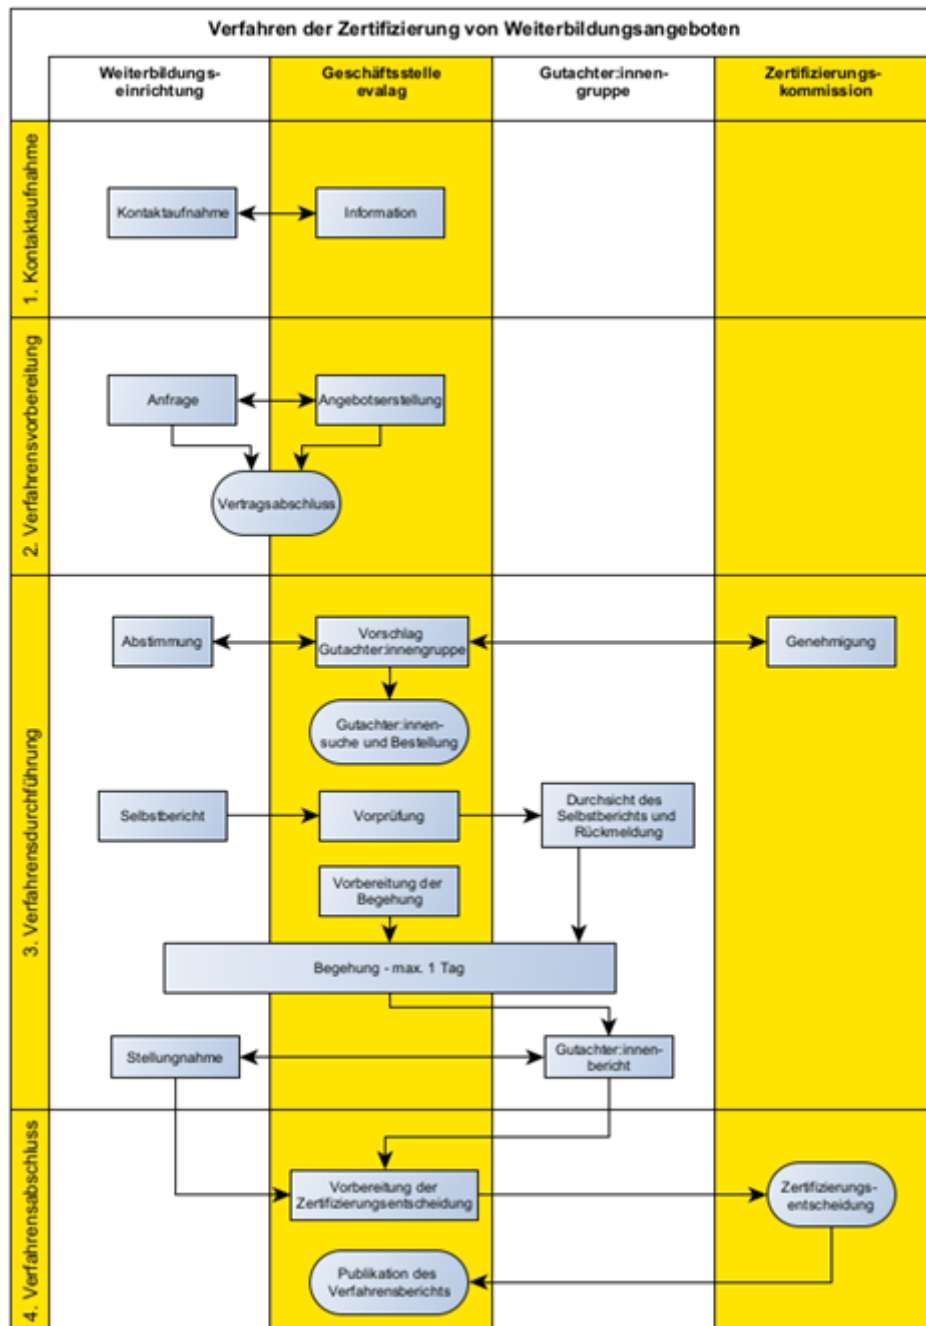 Verfahren der Zertifizierung von Weiterbildungsangeboten
Weiterbildungs-
einrichtung
Geschäftsstelle
evalag
Gutachter:innen-
gruppe
Zertifizierungs-
kommission
1. Kontaktaufnahme
Kontaktaufnahme
Information
2. Verfahrensvorbereitung
Anfrage
Angebotserstellung
Vertragsabschluss
3. Verfahrensdurchführung
Abstimmung
Vorschlag
Gutachter:innengruppe
Genehmigung
Gutachter:innen-
suche und Bestellung
Selbstbericht
Vorprüfung
Durchsicht des
Selbstberichts und
Rückmeldung
Vorbereitung der
Begehung
Begehung - max. 1 Tag
Stellungnahme
Gutachter:innen-
bericht
4. Verfahrensabschluss
Vorbereitung der
Zertifizierungsentscheidung
Zertifizierungs-
entscheidung
Publikation des
Verfahrensberichts